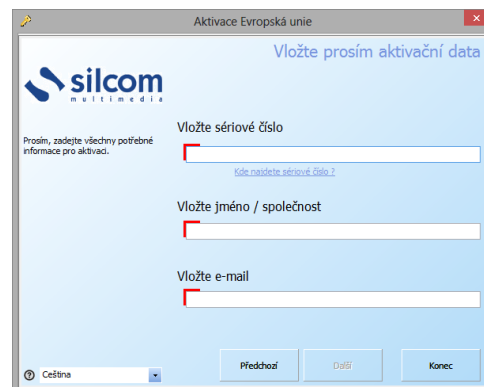 Aktivace Evropská unie
Vložte prosím aktivační data
silcom
multimedia
Prosím, zadejte všechny potřebné
informace pro aktivaci.
Vložte sériové číslo
Kde najdete sériové číslo ?
Vložte jméno / společnost
Vložte e-mail
Čeština
Předchozí
Další
Konec